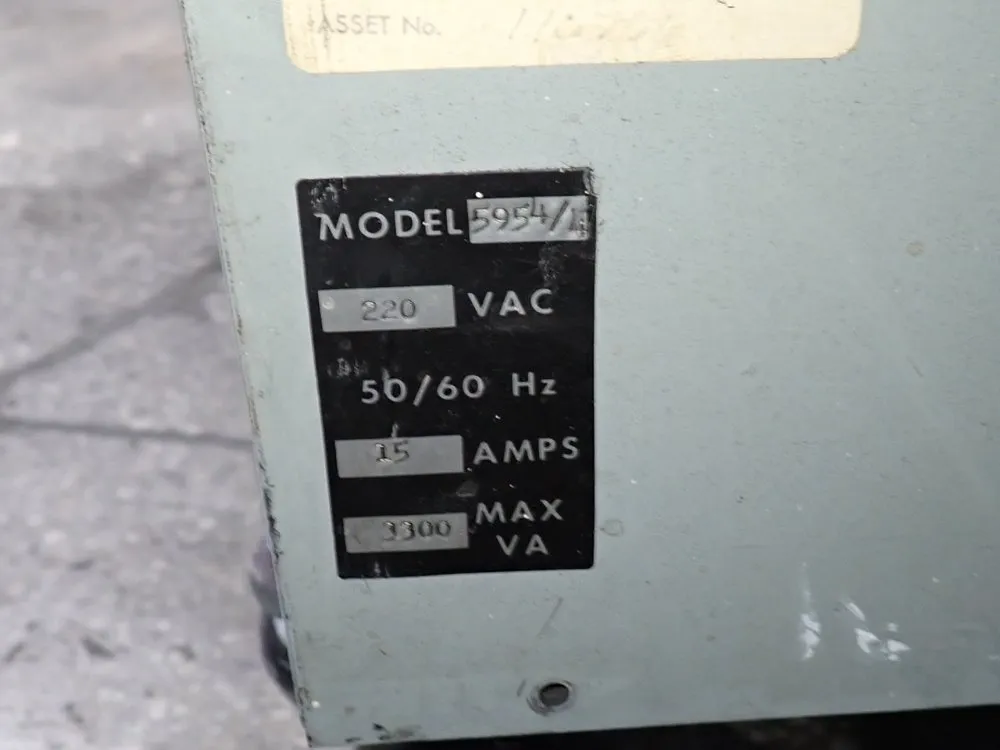 ASSET No.
MODEL 5954/
220 VAC
50/60 Hz
15 AMPS
3300 MAX
VA